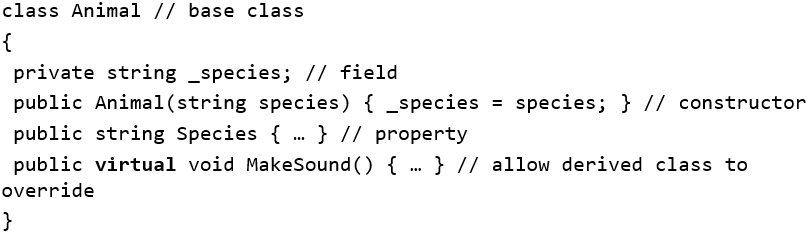 class Animal // base class
{
private string _species; // field
public Animal(string species) { _species = species; } // constructor
public string Species { … } // property
public virtual void MakeSound() { … } // allow derived class to
override
}